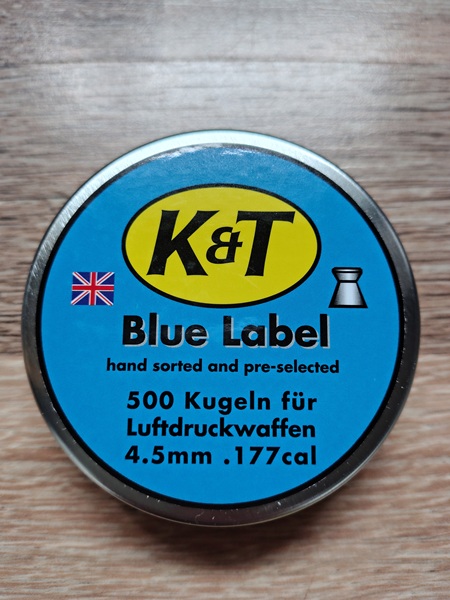 K&T
Blue Label
hand sorted and pre-selected
500 Kugeln für
Luftdruckwaffen
4.5mm .177cal